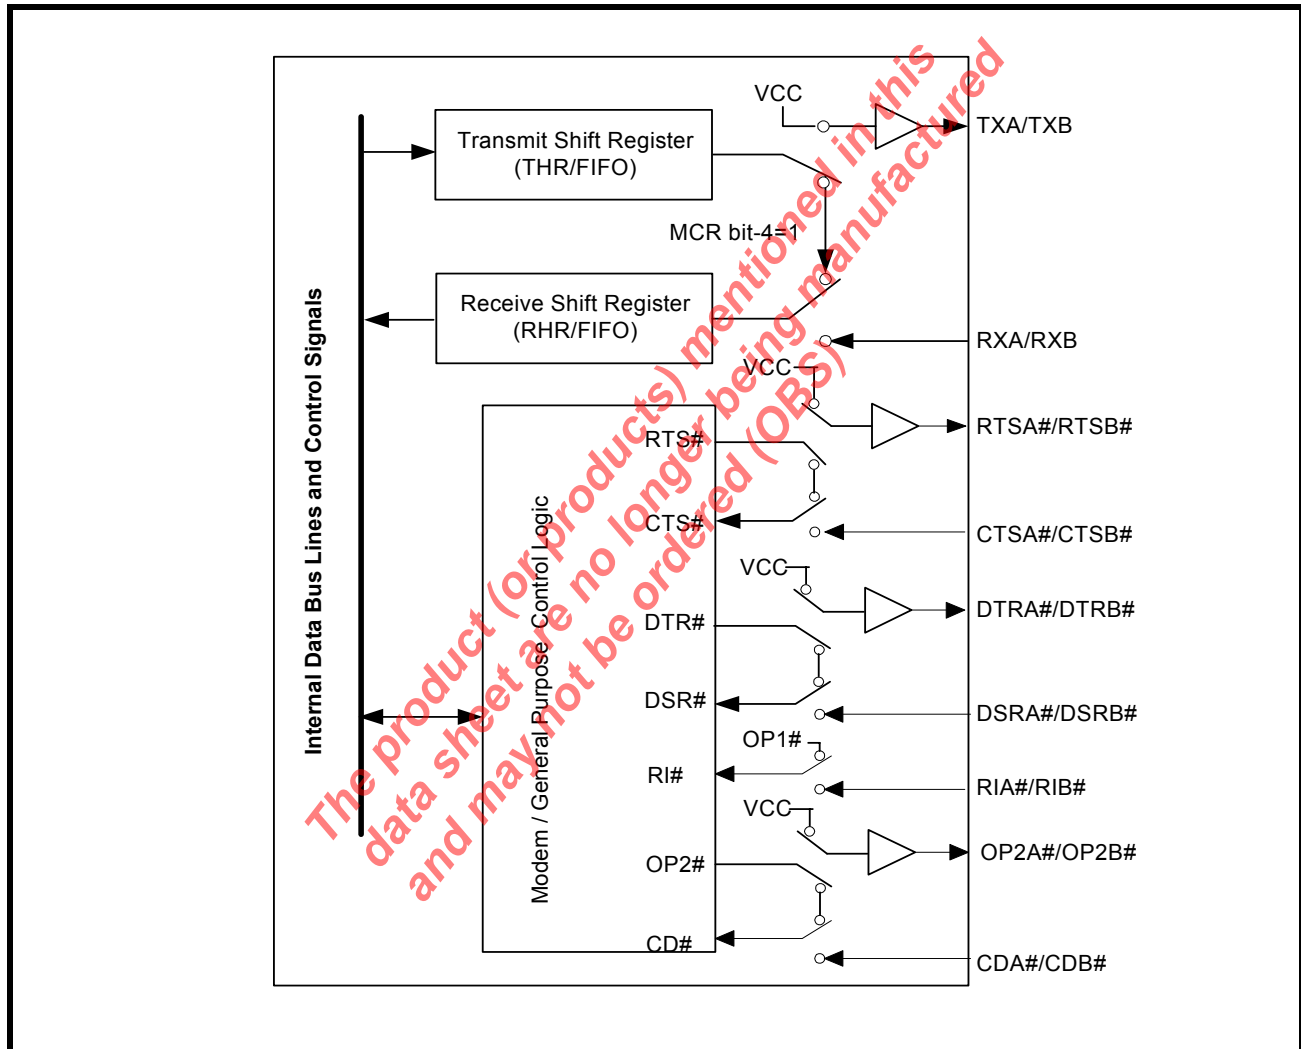 VCC
TXA/TXB
Transmit Shift Register
(THR/FIFO)
MCR bit-4=1
Receive Shift Register
(RHR/FIFO)
RXA/RXB
VCC
RTSA#/RTSB#
RTS#
CTS#
CTSA#/CTSB#
VCC
DTRA#/DTRB#
DTR#
DSR#
DSRA#/DSRB#
OP1#
RI#
RIA#/RIB#
VCC
OP2A#/OP2B#
OP2#
CD#
CDA#/CDB#
Internal Data Bus Lines and Control Signals
Modem / General Purpose Control Logic
The product (or products) mentioned in this
data sheet are no longer being manufactured
and may not be ordered (OBS)